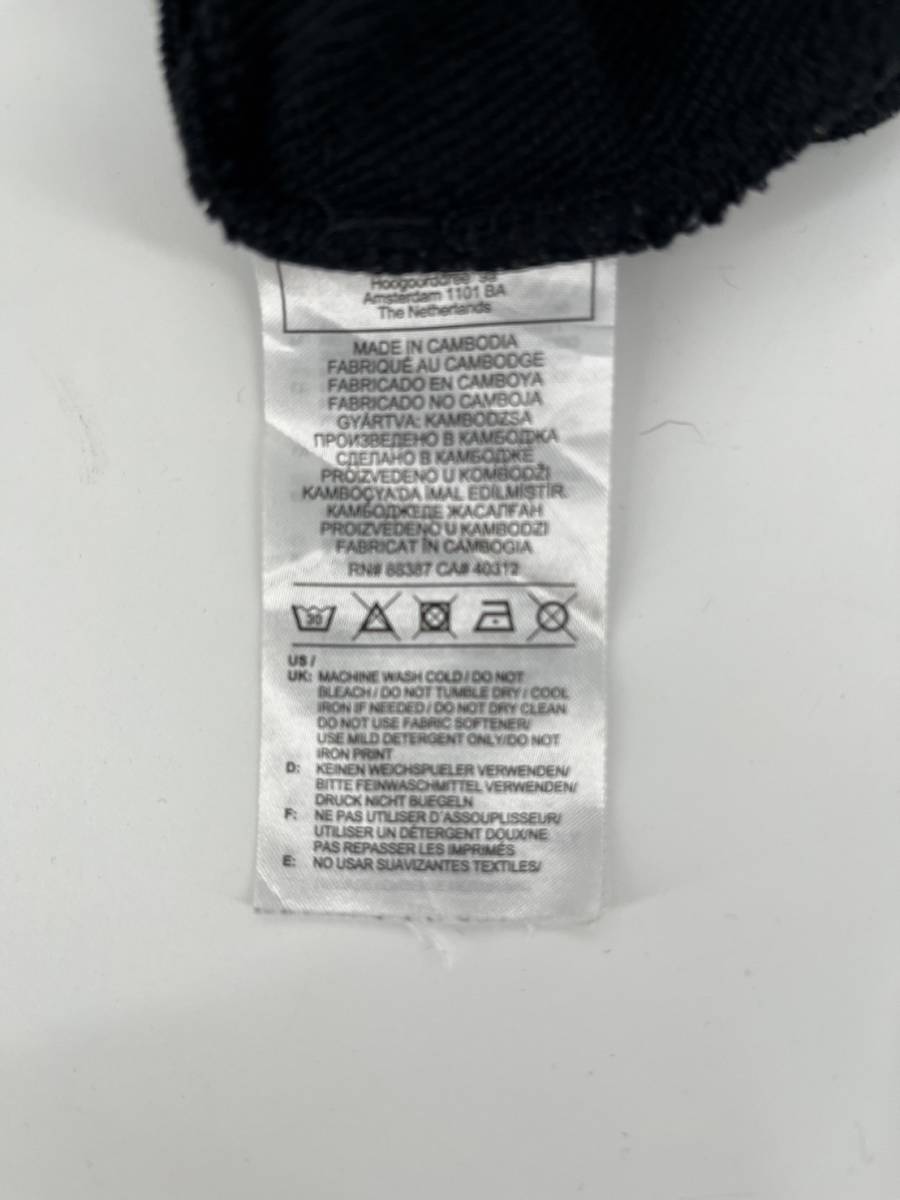 Hoogoorddreef 9a
Amsterdam 1101 BA
The Netherlands
MADE IN CAMBODIA
FABRIQUÉ AU CAMBODGE
FABRICADO EN CAMBOYA
FABRICADO NO CAMBOJA
GYÁRTVA: KAMBODZSA
ПРОИЗВЕДЕНО В КАМБОДЖА
СДЕЛАНО В КАМБОДЖЕ
PROIZVEDENO U KOMBODŽI
KAMBOÇYA'DA İMAL EDİLMİŞTİR.
КАМБОДЖЕДЕ ЖАСАЛҒАН
PROIZVEDENO U KAMBODZI
FABRICAT ÎN CAMBOGIA
RN# 88387 CA# 40312
30
US /
UK: MACHINE WASH COLD / DO NOT
BLEACH / DO NOT TUMBLE DRY / COOL
IRON IF NEEDED / DO NOT DRY CLEAN
DO NOT USE FABRIC SOFTENER/
USE MILD DETERGENT ONLY/DO NOT
IRON PRINT
D: KEINEN WEICHSPUELER VERWENDEN/
BITTE FEINWASCHMITTEL VERWENDEN/
DRUCK NICHT BUEGELN
F: NE PAS UTILISER D'ASSOUPLISSEUR/
UTILISER UN DÉTERGENT DOUX/NE
PAS REPASSER LES IMPRIMÉS
E: NO USAR SUAVIZANTES TEXTILES/